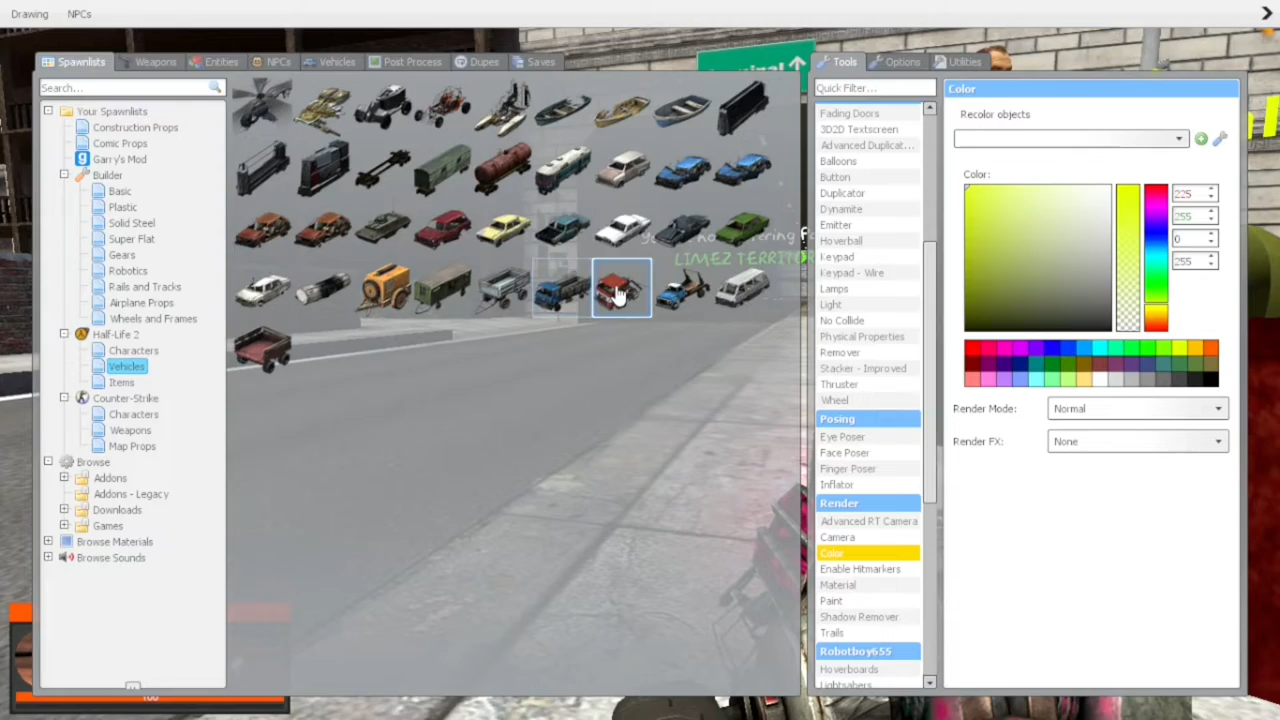 Drawing NPCs
Spawnlists Weapons Entities NPCs Vehicles Post Process Dupes Saves
Search...
Your Spawnlists
Construction Props
Comic Props
Garry's Mod
Builder
Basic
Plastic
Solid Steel
Super Flat
Gears
Robotics
Rails and Tracks
Airplane Props
Wheels and Frames
Half-Life 2
Characters
Vehicles
Items
Counter-Strike
Characters
Weapons
Map Props
Browse
Addons
Addons - Legacy
Downloads
Games
Browse Materials
Browse Sounds
LIMEZ TERRITO
100
Tools Options Utilities
Quick Filter...
Fading Doors
3D2D Textscreen
Advanced Duplicat...
Balloons
Button
Duplicator
Dynamite
Emitter
Hoverball
Keypad
Keypad - Wire
Lamps
Light
No Collide
Physical Properties
Remover
Stacker - Improved
Thruster
Wheel
Posing
Eye Poser
Face Poser
Finger Poser
Inflator
Render
Advanced RT Camera
Camera
Color
Enable Hitmarkers
Material
Paint
Shadow Remover
Trails
Robotboy655
Hoverboards
Lightsabers
Color
Recolor objects
Color:
225
255
0
255
Render Mode: Normal
Render FX: None